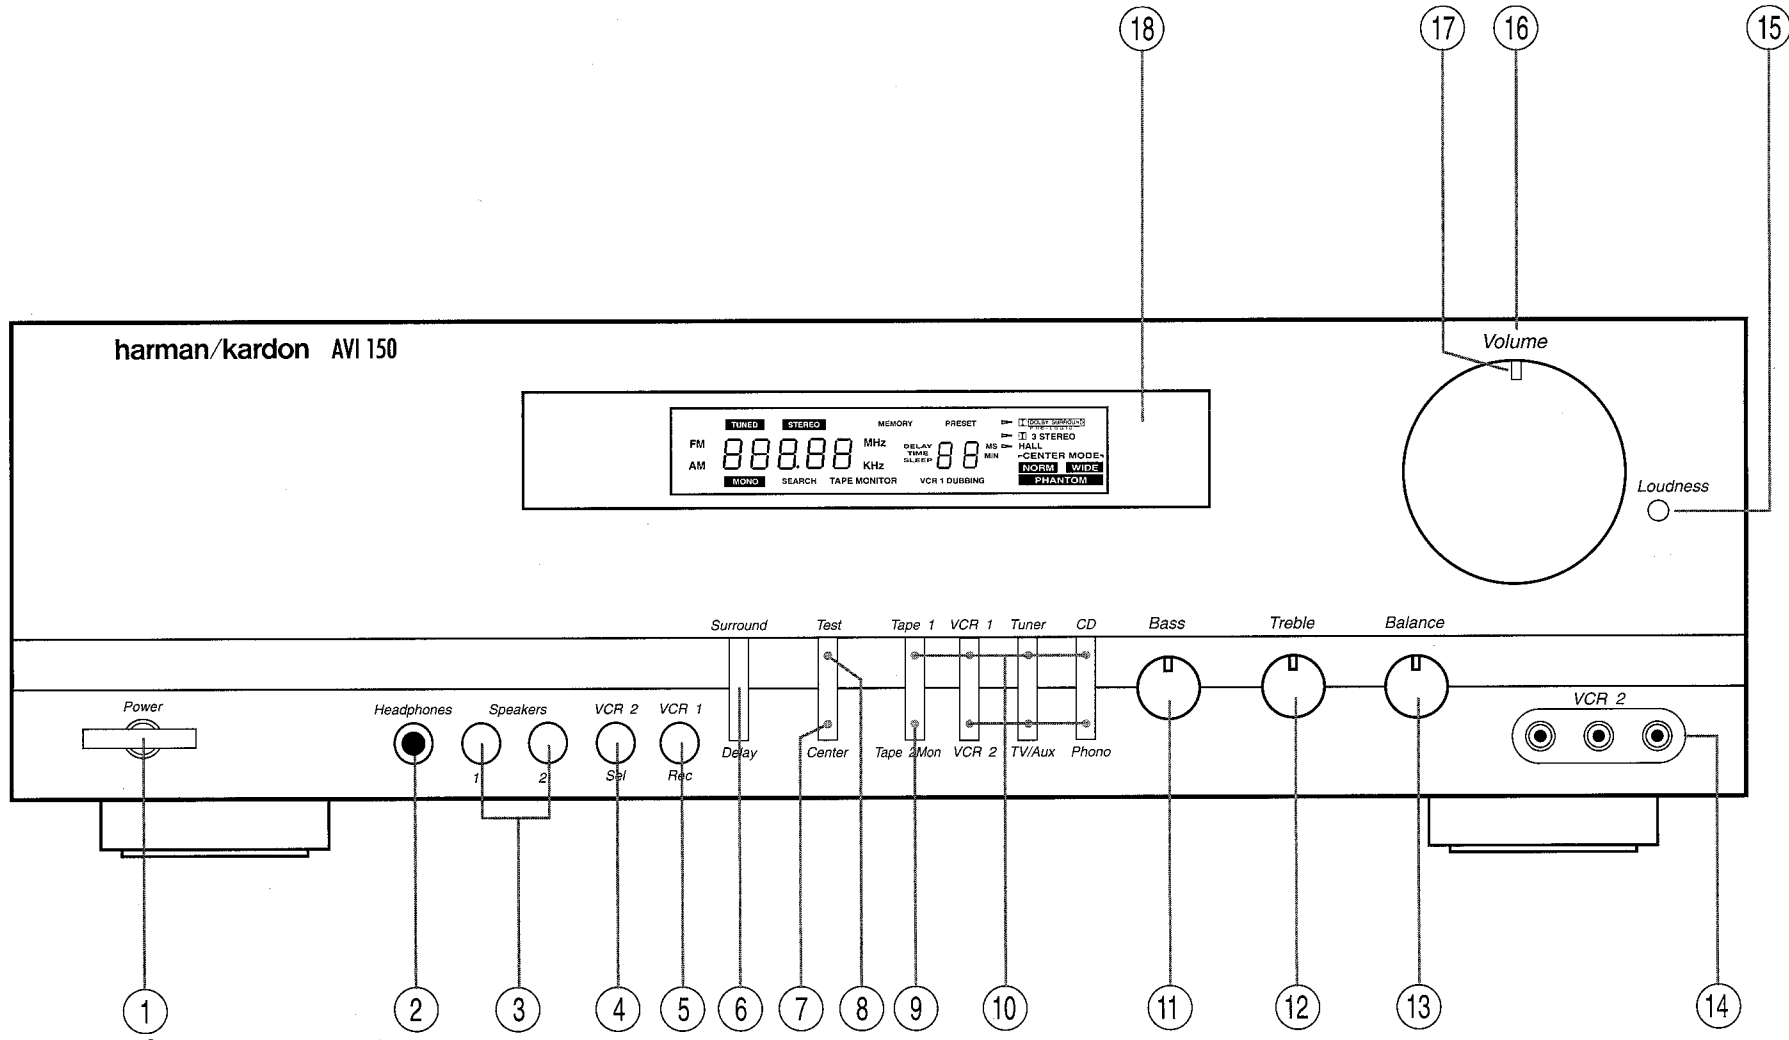 18 17 16 15
harman/kardon AVI 150
Volume
TUNED STEREO MEMORY PRESET DOLBY SURROUND
PRO-LOGIC
3 STEREO
FM 888.88 MHz DELAY 88 MS HALL
TIME
AM KHz SLEEP MIN CENTER MODE
NORM WIDE
MONO SEARCH TAPE MONITOR VCR 1 DUBBING PHANTOM
Loudness
Surround Test Tape 1 VCR 1 Tuner CD Bass Treble Balance
Power Headphones Speakers VCR 2 VCR 1 VCR 2
Delay Center Tape 2Mon VCR 2 TV/Aux Phono
1 2 Sel Rec
1 2 3 4 5 6 7 8 9 10 11 12 13 14